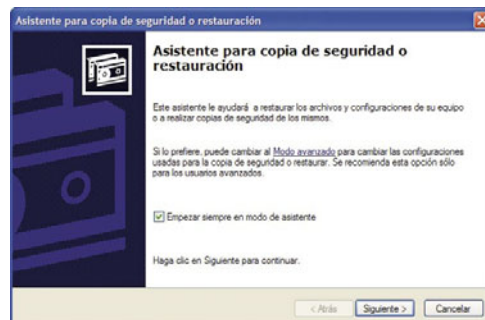 Asistente para copia de seguridad o restauración
Asistente para copia de seguridad o
restauración
Este asistente le ayudará a restaurar los archivos y configuraciones de su equipo
o a realizar copias de seguridad de los mismos.
Si lo prefiere, puede cambiar al Modo avanzado para cambiar las configuraciones
usadas para la copia de seguridad o restaurar. Se recomienda esta opción sólo
para los usuarios avanzados.
Empezar siempre en modo de asistente
Haga clic en Siguiente para continuar.
< Atrás Siguiente > Cancelar